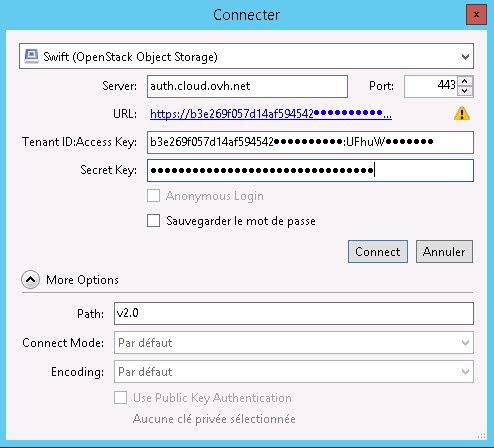 Connecter
x
Swift (OpenStack Object Storage)
Server: auth.cloud.ovh.net Port: 443
URL: https://b3e269f057d14af594542●●●●●●●●●●...
Tenant ID:Access Key: b3e269f057d14af594542●●●●●●●●●●:UFhuW●●●●●●●
Secret Key: ●●●●●●●●●●●●●●●●●●●●●●●●●●●●●●●●
Anonymous Login
Sauvegarder le mot de passe
Connect Annuler
More Options
Path: v2.0
Connect Mode: Par défaut
Encoding: Par défaut
Use Public Key Authentication
Aucune clé privée sélectionnée